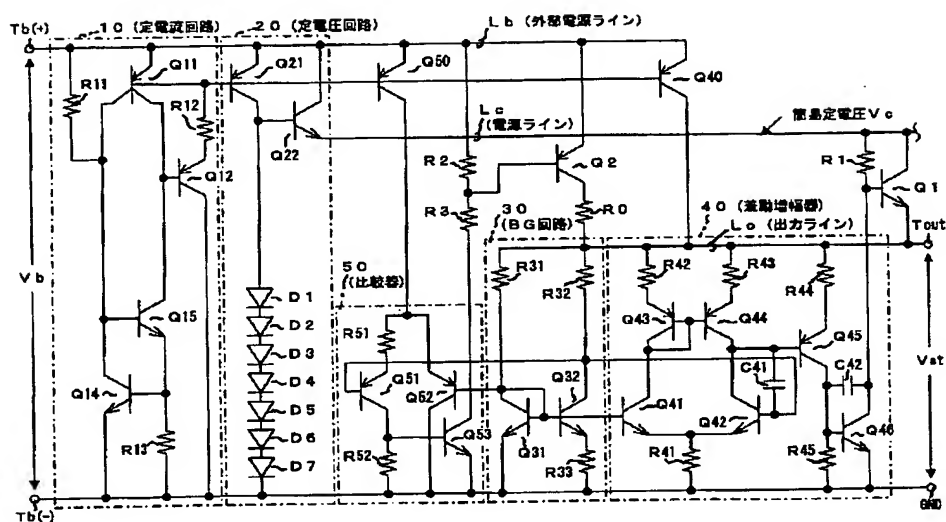 10（定電流回路）
20（定電圧回路）
Lb（外部電源ライン）
Tb(+)
Q11
R11
R12
Q12
Q21
Q22
Q50
Q40
Lc
（電源ライン）
簡易定電圧Vc
R2
R3
Q2
R0
R1
Q1
Tout
30
(BG回路)
40（差動増幅器）
Lo（出力ライン）
Vb
50
（比較器）
R31
R32
R42
R43
R44
Q43
Q44
Q45
C41
C42
Vst
D1
D2
D3
D4
D5
D6
D7
Q15
Q14
R13
R51
Q51
Q52
Q53
R52
Q32
Q31
R33
Q41
Q42
R41
R45
Q46
Tb(-)
GND